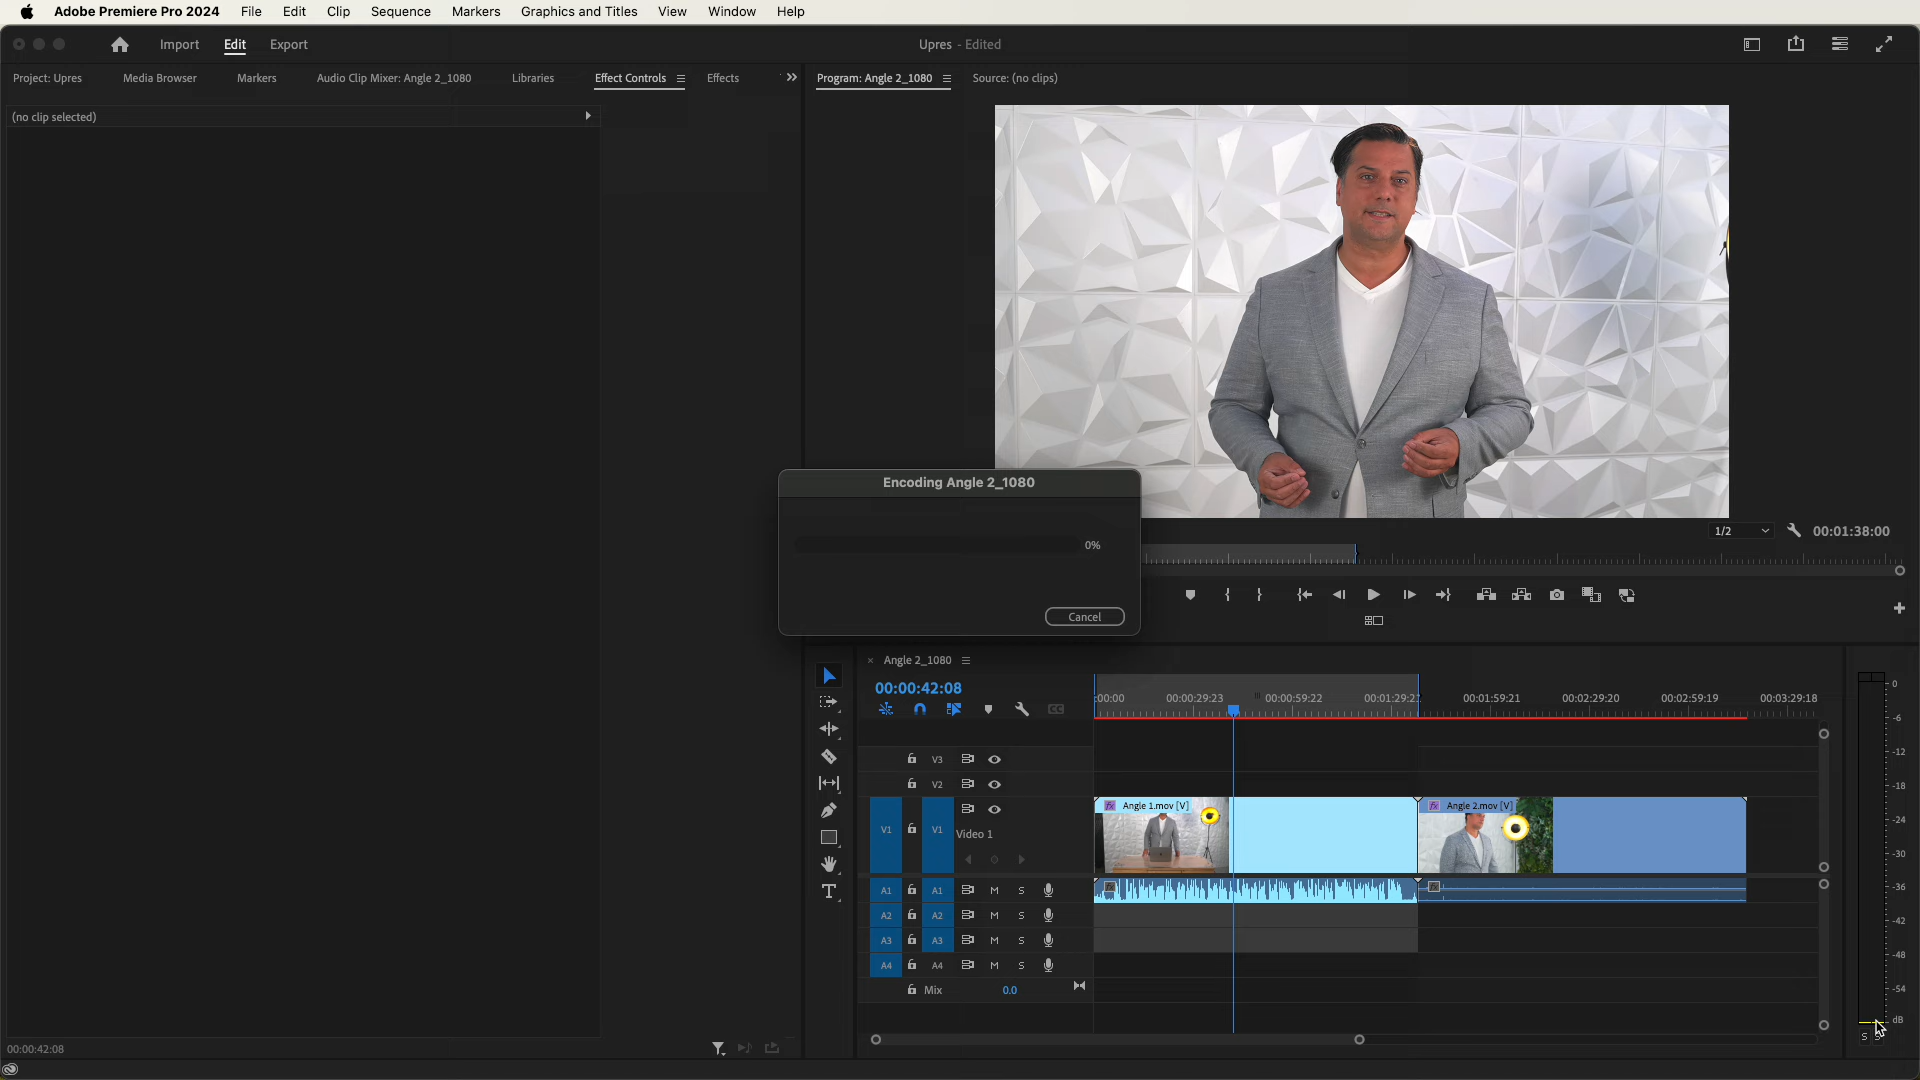 Adobe Premiere Pro 2024 File Edit Clip Sequence Markers Graphics and Titles View Window Help
Import Edit Export Upres - Edited
Project: Upres Media Browser Markers Audio Clip Mixer: Angle 2_1080 Libraries Effect Controls Effects
Program: Angle 2_1080 Source: (no clips)
(no clip selected)
Encoding Angle 2_1080
0%
Cancel
1/2 00:01:38:00
Angle 2_1080
00:00:42:08
:00:00 00:00:29:23 00:00:59:22 00:01:29:21 00:01:59:21 00:02:29:20 00:02:59:19 00:03:29:18
CC
V3
V2
V1 V1
Video 1
fx Angle 1.mov [V] fx Angle 2.mov [V]
A1 A1 M S fx fx
A2 A2 M S
A3 A3 M S
A4 A4 M S
Mix 0.0
0
-6
-12
-18
-24
-30
-36
-42
-48
-54
dB
S S
00:00:42:08